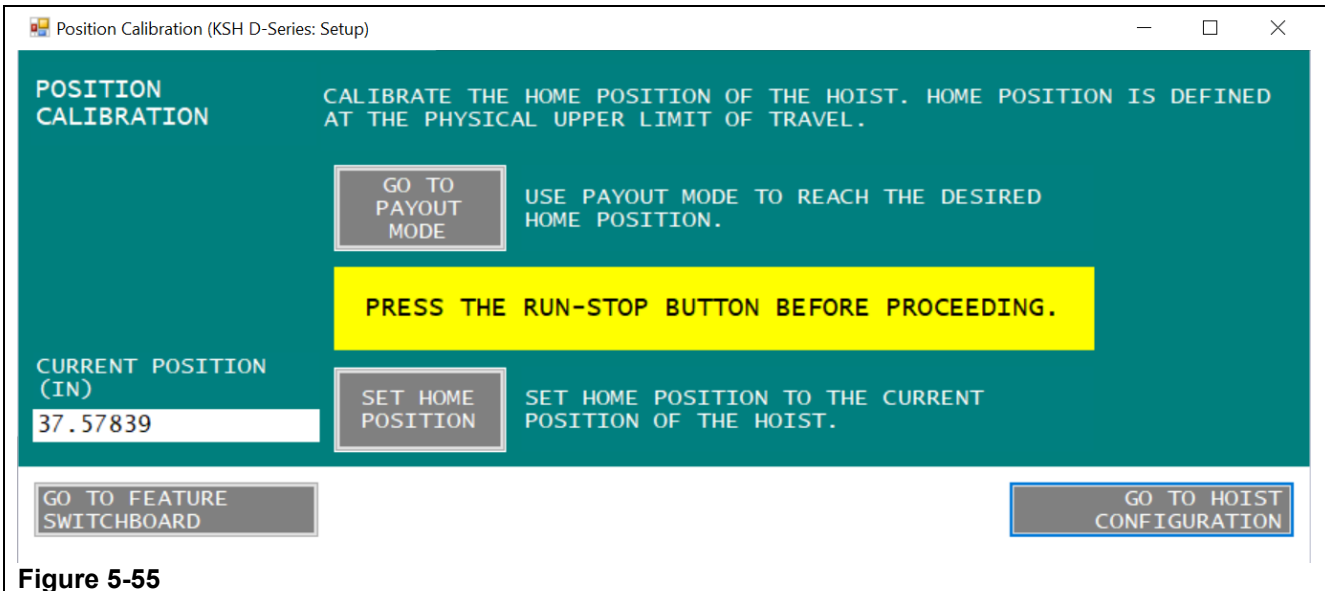 Position Calibration (KSH D-Series: Setup)
POSITION
CALIBRATION
CALIBRATE THE HOME POSITION OF THE HOIST. HOME POSITION IS DEFINED
AT THE PHYSICAL UPPER LIMIT OF TRAVEL.
GO TO
PAYOUT
MODE
USE PAYOUT MODE TO REACH THE DESIRED
HOME POSITION.
PRESS THE RUN-STOP BUTTON BEFORE PROCEEDING.
CURRENT POSITION
(IN)
37.57839
SET HOME
POSITION
SET HOME POSITION TO THE CURRENT
POSITION OF THE HOIST.
GO TO FEATURE
SWITCHBOARD
GO TO HOIST
CONFIGURATION
Figure 5-55